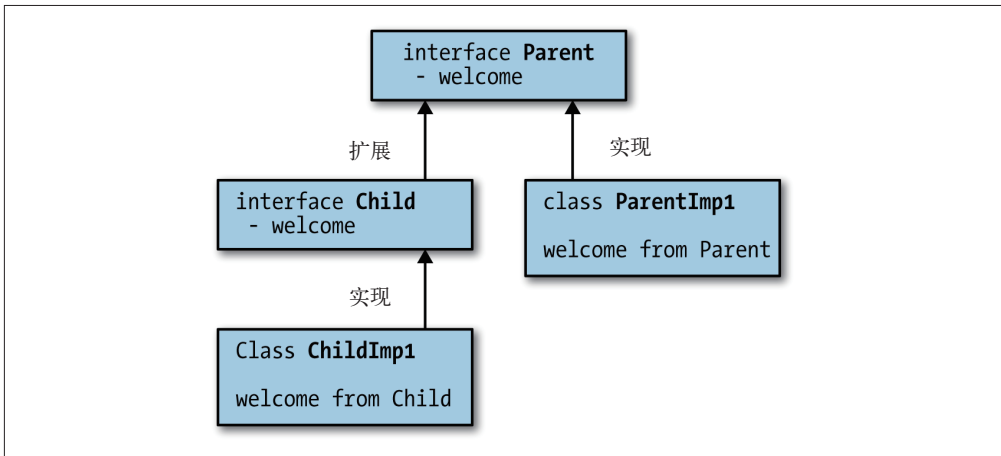 interface Parent
- welcome
扩展
实现
interface Child
- welcome
class ParentImp1
welcome from Parent
实现
Class ChildImp1
welcome from Child